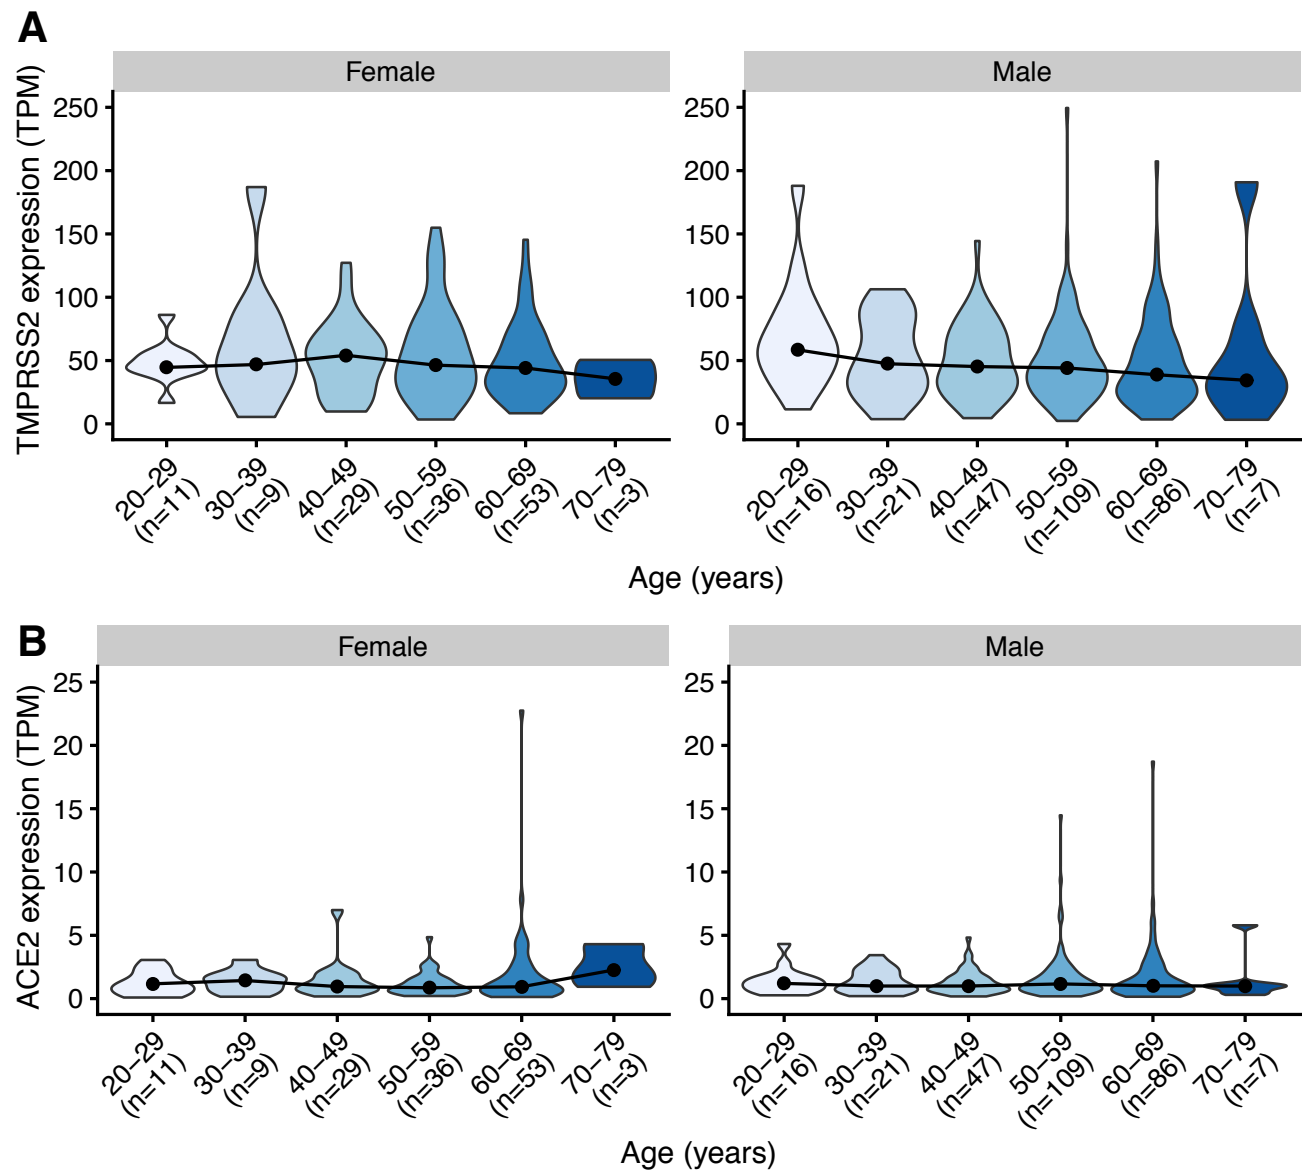 A
Female
Male
TMPRSS2 expression (TPM)
250
200
150
100
50
0
250
200
150
100
50
0
20–29
(n=11)
30–39
(n=9)
40–49
(n=29)
50–59
(n=36)
60–69
(n=53)
70–79
(n=3)
20–29
(n=16)
30–39
(n=21)
40–49
(n=47)
50–59
(n=109)
60–69
(n=86)
70–79
(n=7)
Age (years)
B
Female
Male
ACE2 expression (TPM)
25
20
15
10
5
0
25
20
15
10
5
0
20–29
(n=11)
30–39
(n=9)
40–49
(n=29)
50–59
(n=36)
60–69
(n=53)
70–79
(n=3)
20–29
(n=16)
30–39
(n=21)
40–49
(n=47)
50–59
(n=109)
60–69
(n=86)
70–79
(n=7)
Age (years)